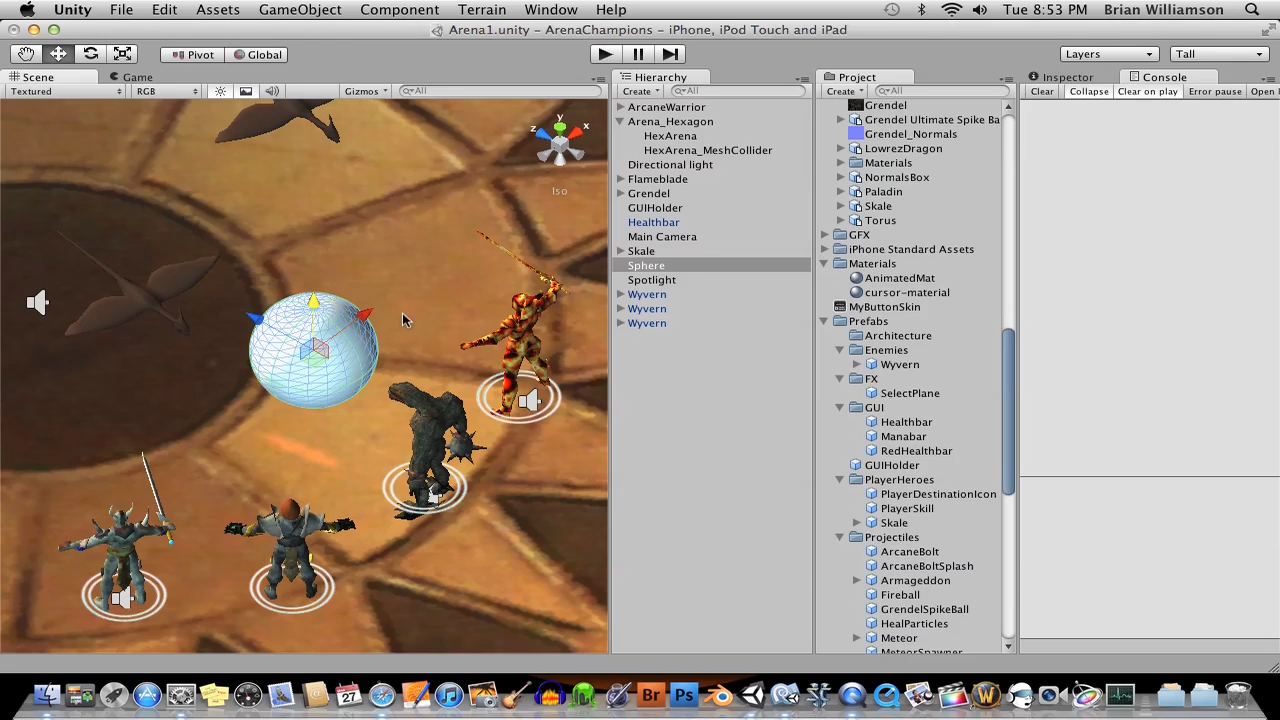 Unity File Edit Assets GameObject Component Terrain Window Help Tue 8:53 PM Brian Williamson
Arena1.unity - ArenaChampions - iPhone, iPod Touch and iPad
Pivot Global Layers Tall
Scene Game
Textured RGB Gizmos All
y
z x
Iso
Hierarchy
Create All
ArcaneWarrior
Arena_Hexagon
HexArena
HexArena_MeshCollider
Directional light
Flameblade
Grendel
GUIHolder
Healthbar
Main Camera
Skale
Sphere
Spotlight
Wyvern
Wyvern
Wyvern
Project
Create All
Grendel
Grendel Ultimate Spike Ba
Grendel_Normals
LowrezDragon
Materials
NormalsBox
Paladin
Skale
Torus
GFX
iPhone Standard Assets
Materials
AnimatedMat
cursor-material
MyButtonSkin
Prefabs
Architecture
Enemies
Wyvern
FX
SelectPlane
GUI
Healthbar
Manabar
RedHealthbar
GUIHolder
PlayerHeroes
PlayerDestinationIcon
PlayerSkill
Skale
Projectiles
ArcaneBolt
ArcaneBoltSplash
Armageddon
Fireball
GrendelSpikeBall
HealParticles
Meteor
MeteorSpawner
Inspector Console
Clear Collapse Clear on play Error pause Open
27 Br Ps